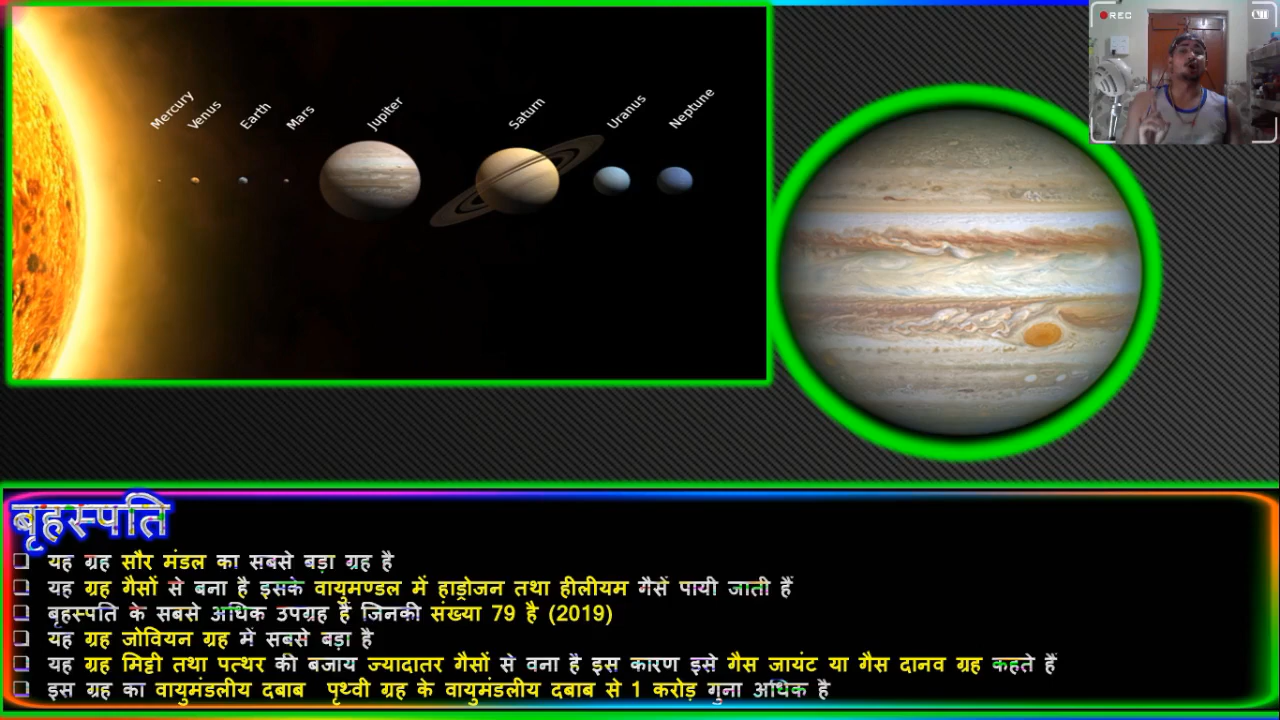 Mercury
Venus
Earth
Mars
Jupiter
Saturn
Uranus
Neptune
REC
बृहस्पति
यह ग्रह सौर मंडल का सबसे बड़ा ग्रह है
यह ग्रह गैसों से बना है इसके वायुमण्डल में हाड्रोजन तथा हीलीयम गैसें पायी जाती हैं
बृहस्पति के सबसे अधिक उपग्रह हैं जिनकी संख्या 79 है (2019)
यह ग्रह जोवियन ग्रह में सबसे बड़ा है
यह ग्रह मिट्टी तथा पत्थर की बजाय ज्यादातर गैसों से वना है इस कारण इसे गैस जायंट या गैस दानव ग्रह कहते हैं
इस ग्रह का वायुमंडलीय दबाब पृथ्वी ग्रह के वायुमंडलीय दबाब से 1 करोड़ गुना अधिक है